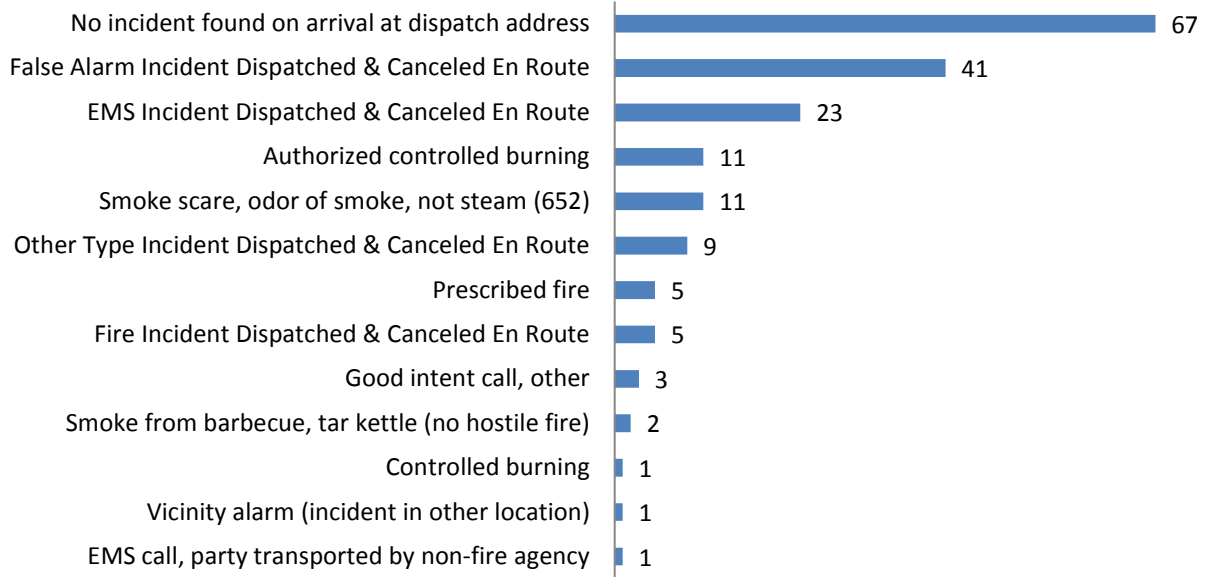 No incident found on arrival at dispatch address 67
False Alarm Incident Dispatched & Canceled En Route 41
EMS Incident Dispatched & Canceled En Route 23
Authorized controlled burning 11
Smoke scare, odor of smoke, not steam (652) 11
Other Type Incident Dispatched & Canceled En Route 9
Prescribed fire 5
Fire Incident Dispatched & Canceled En Route 5
Good intent call, other 3
Smoke from barbecue, tar kettle (no hostile fire) 2
Controlled burning 1
Vicinity alarm (incident in other location) 1
EMS call, party transported by non-fire agency 1